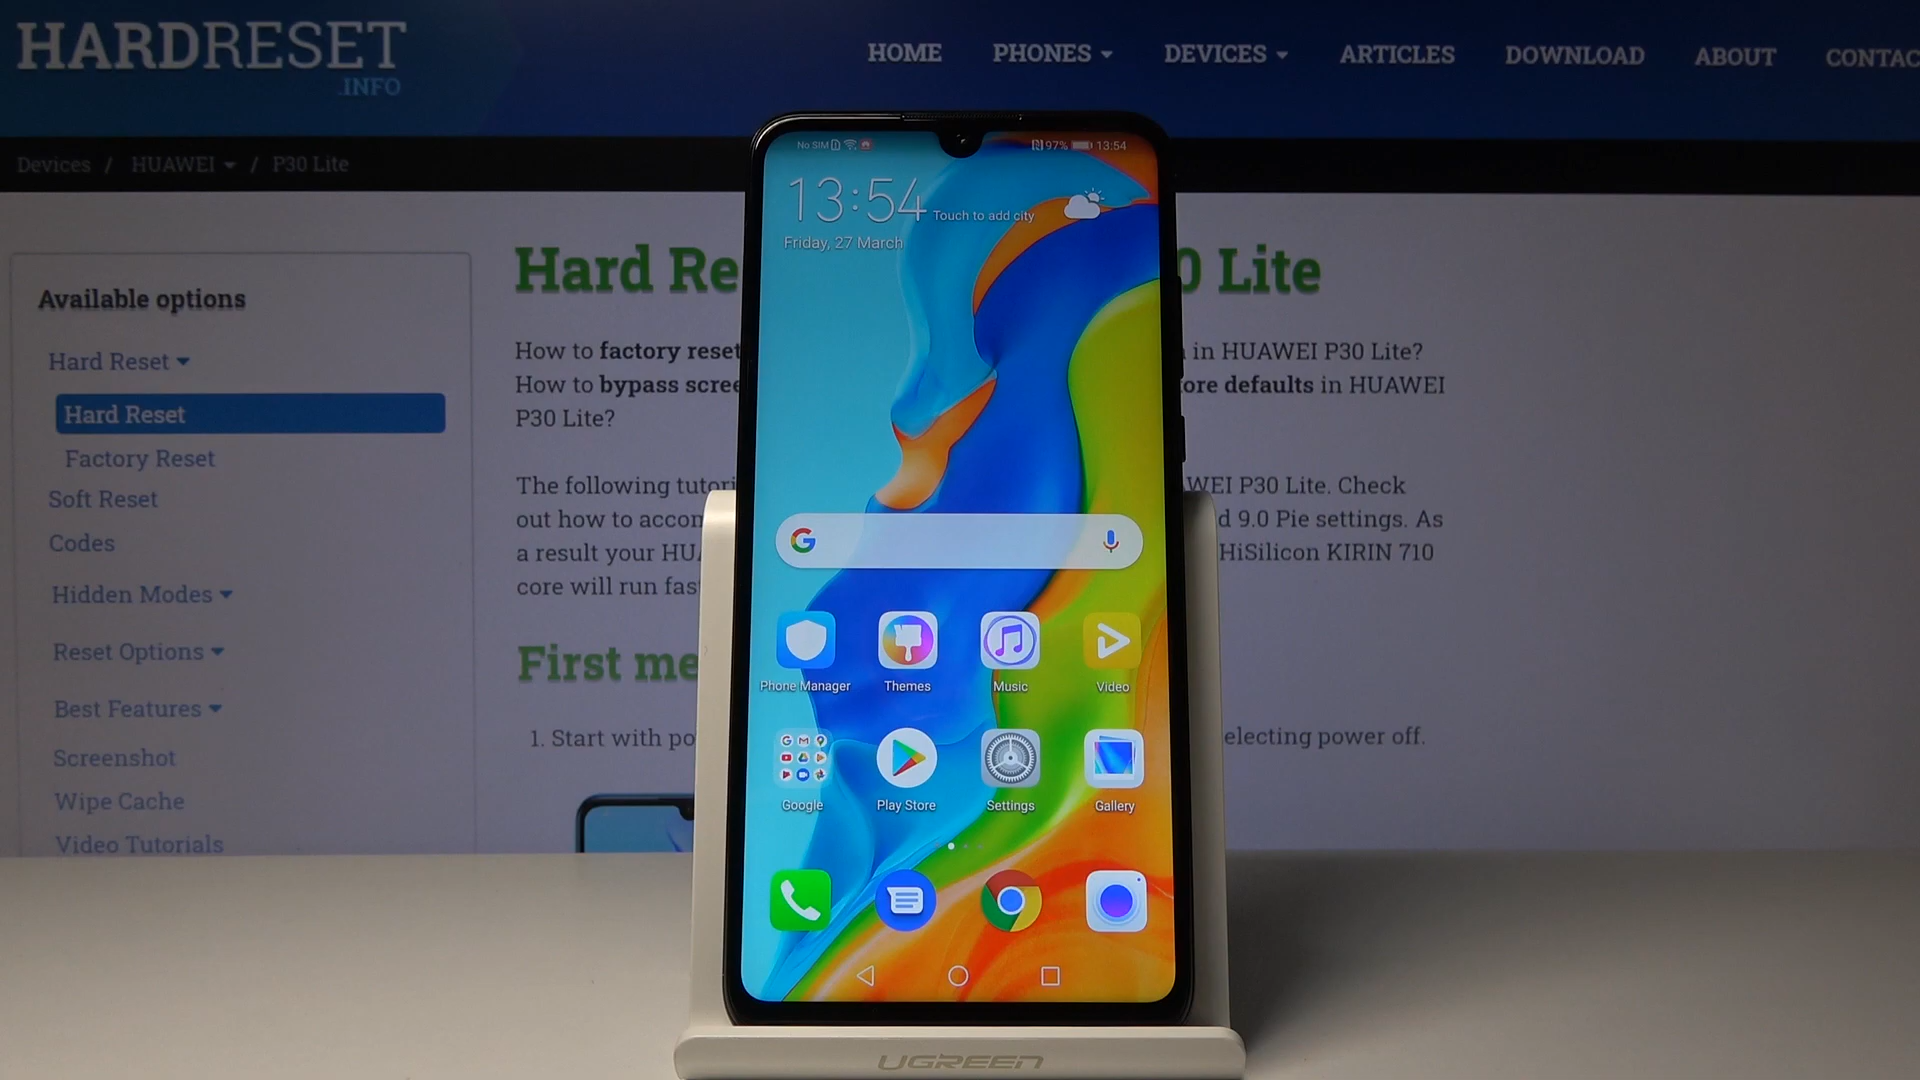 HARDRESET
.INFO
HOME PHONES DEVICES ARTICLES DOWNLOAD ABOUT CONTAC
Devices / HUAWEI / P30 Lite
Available options
Hard Reset
Hard Reset
Factory Reset
Soft Reset
Codes
Hidden Modes
Reset Options
Best Features
Screenshot
Wipe Cache
Video Tutorials
Hard Re 0 Lite
How to factory reset in HUAWEI P30 Lite?
How to bypass scree ore defaults in HUAWEI
P30 Lite?
The following tutori WEI P30 Lite. Check
out how to accom d 9.0 Pie settings. As
a result your HUA HiSilicon KIRIN 710
core will run fas
First me
1. Start with po electing power off.
No SIM 97% 13:54
13:54 Touch to add city
Friday, 27 March
Phone Manager Themes Music Video
Google Play Store Settings Gallery
UGREEN